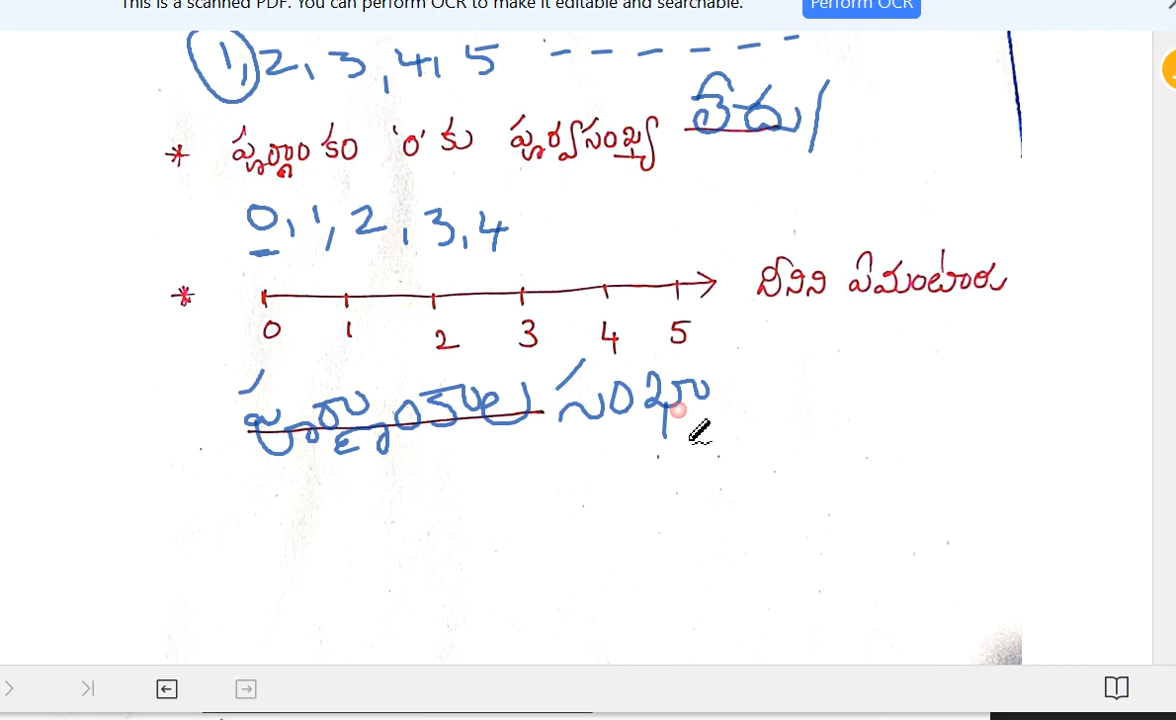 This is a scanned PDF. You can perform OCR to make it editable and searchable. Perform OCR
1, 2, 3, 4, 5 - - - - - -
* పూర్ణాంకం '0' కు పూర్వసంఖ్య లేదు/
0, 1, 2, 3, 4
* 0 1 2 3 4 5 దీనిని ఏమంటారు
పూర్ణాంకాల సంఖ్యా